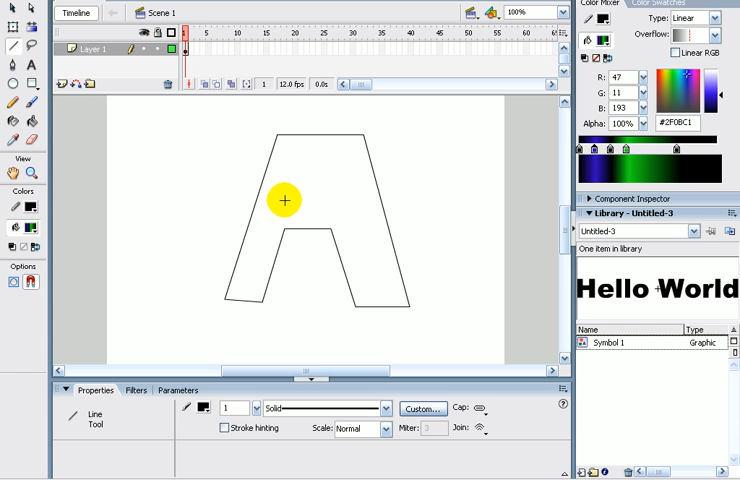 Timeline
Scene 1
100%
Layer 1
1
5
10
15
20
25
30
35
40
45
50
55
60
65
1
12.0 fps
0.0s
View
Colors
Options
Color Mixer
Color Swatches
Type:
Linear
Overflow:
Linear RGB
R:
47
G:
11
B:
193
Alpha:
100%
#2F0BC1
Component Inspector
Library - Untitled-3
Untitled-3
One item in library
Hello World
Name
Type
Symbol 1
Graphic
Properties
Filters
Parameters
Line
Tool
1
Solid
Custom...
Cap:
Stroke hinting
Scale:
Normal
Miter:
3
Join: